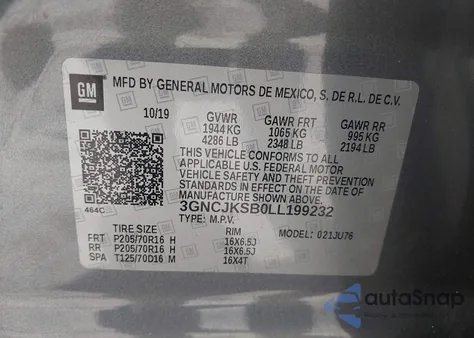 GM
MFD BY GENERAL MOTORS DE MEXICO, S. DE R.L. DE C.V.
10/19 GVWR GAWR FRT GAWR RR
1944 KG 1065 KG 995 KG
4286 LB 2348 LB 2194 LB
THIS VEHICLE CONFORMS TO ALL
APPLICABLE U.S. FEDERAL MOTOR
VEHICLE SAFETY AND THEFT PREVENTION
STANDARDS IN EFFECT ON THE DATE OF
MANUFACTURE SHOWN ABOVE.
464C 3GNCJKSB0LL199232
TYPE: M.P.V. MODEL: 021JU76
TIRE SIZE RIM
FRT P205/70R16 H 16X6.5J
RR P205/70R16 H 16X6.5J
SPA T125/70D16 M 16X4T
autoSnap